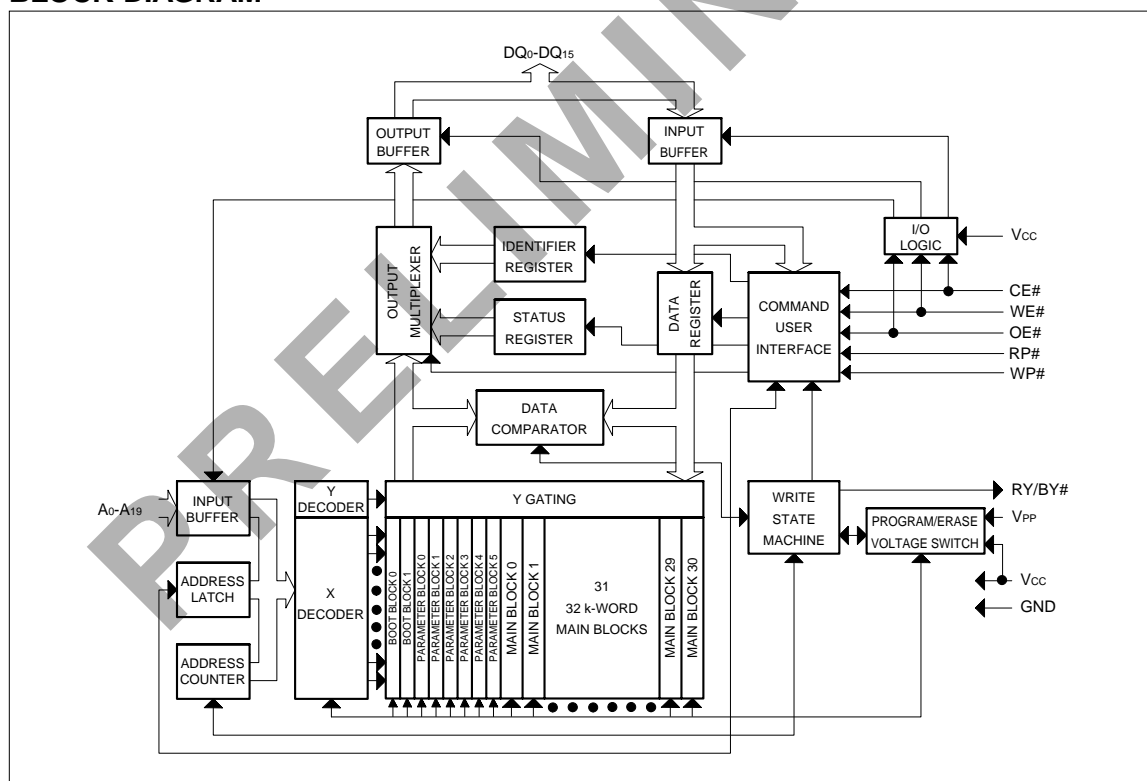 BLOCK DIAGRAM
PRELIMIN
DQ0-DQ15
OUTPUT
BUFFER
INPUT
BUFFER
I/O
LOGIC
VCC
OUTPUT
MULTIPLEXER
IDENTIFIER
REGISTER
STATUS
REGISTER
DATA
REGISTER
COMMAND
USER
INTERFACE
CE#
WE#
OE#
RP#
WP#
DATA
COMPARATOR
A0-A19
INPUT
BUFFER
Y
DECODER
Y GATING
WRITE
STATE
MACHINE
RY/BY#
PROGRAM/ERASE
VOLTAGE SWITCH
VPP
VCC
GND
ADDRESS
LATCH
ADDRESS
COUNTER
X
DECODER
BOOT BLOCK 0
BOOT BLOCK 1
PARAMETER BLOCK 0
PARAMETER BLOCK 1
PARAMETER BLOCK 2
PARAMETER BLOCK 3
PARAMETER BLOCK 4
PARAMETER BLOCK 5
MAIN BLOCK 0
MAIN BLOCK 1
31
32 k-WORD
MAIN BLOCKS
MAIN BLOCK 29
MAIN BLOCK 30